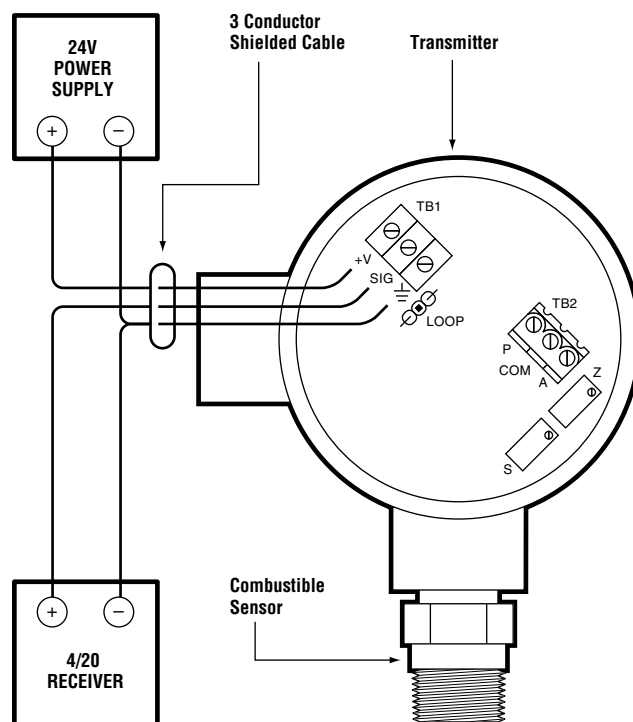 3 Conductor
Shielded Cable
Transmitter
24V
POWER
SUPPLY
+ −
TB1
+V
SIG
LOOP
TB2
P
COM
A
Z
S
Combustible
Sensor
+ −
4/20
RECEIVER